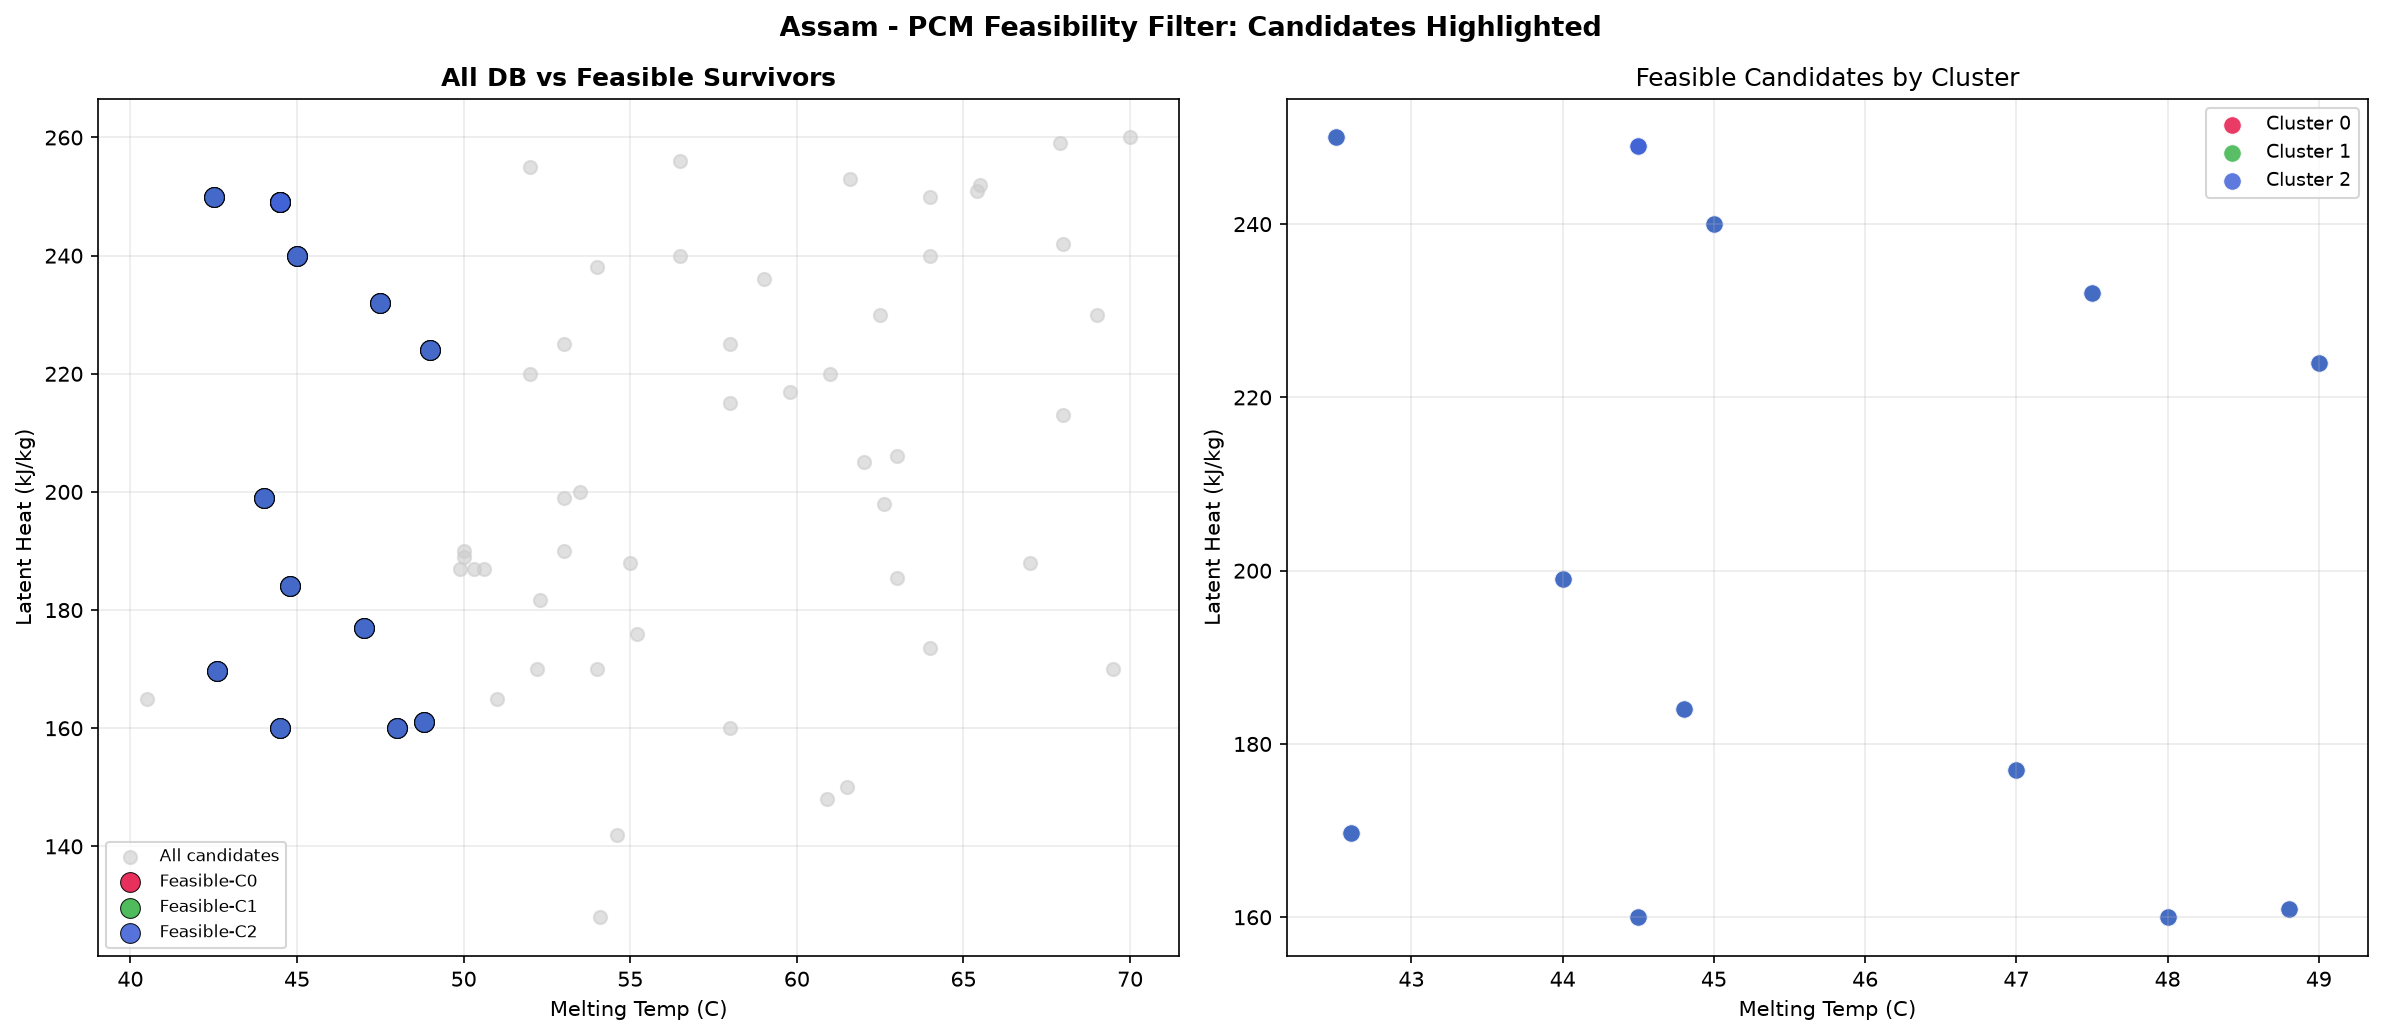 Assam - PCM Feasibility Filter: Candidates Highlighted
All DB vs Feasible Survivors
Latent Heat (kJ/kg)
260
240
220
200
180
160
140
All candidates
Feasible-C0
Feasible-C1
Feasible-C2
40 45 50 55 60 65 70
Melting Temp (C)
Feasible Candidates by Cluster
Latent Heat (kJ/kg)
240
220
200
180
160
Cluster 0
Cluster 1
Cluster 2
43 44 45 46 47 48 49
Melting Temp (C)